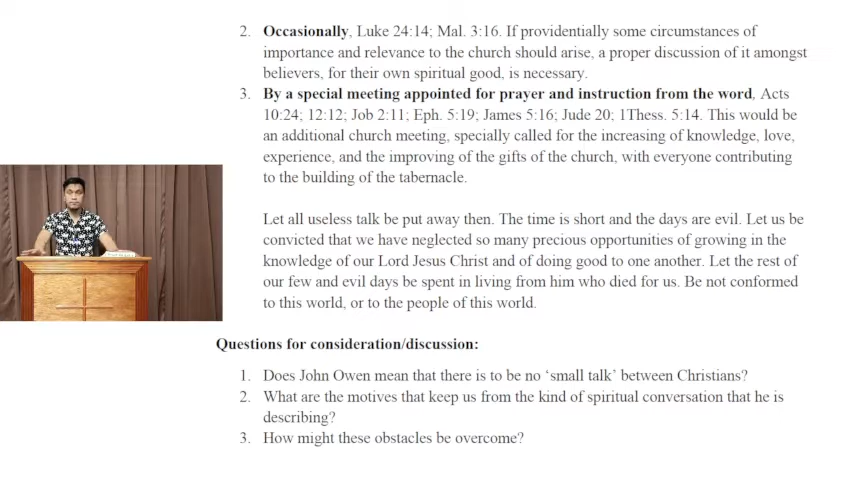 2. Occasionally, Luke 24:14; Mal. 3:16. If providentially some circumstances of
importance and relevance to the church should arise, a proper discussion of it amongst
believers, for their own spiritual good, is necessary.
3. By a special meeting appointed for prayer and instruction from the word, Acts
10:24; 12:12; Job 2:11; Eph. 5:19; James 5:16; Jude 20; 1Thess. 5:14. This would be
an additional church meeting, specially called for the increasing of knowledge, love,
experience, and the improving of the gifts of the church, with everyone contributing
to the building of the tabernacle.
Let all useless talk be put away then. The time is short and the days are evil. Let us be
convicted that we have neglected so many precious opportunities of growing in the
knowledge of our Lord Jesus Christ and of doing good to one another. Let the rest of
our few and evil days be spent in living from him who died for us. Be not conformed
to this world, or to the people of this world.
Questions for consideration/discussion:
1. Does John Owen mean that there is to be no ‘small talk’ between Christians?
2. What are the motives that keep us from the kind of spiritual conversation that he is
describing?
3. How might these obstacles be overcome?